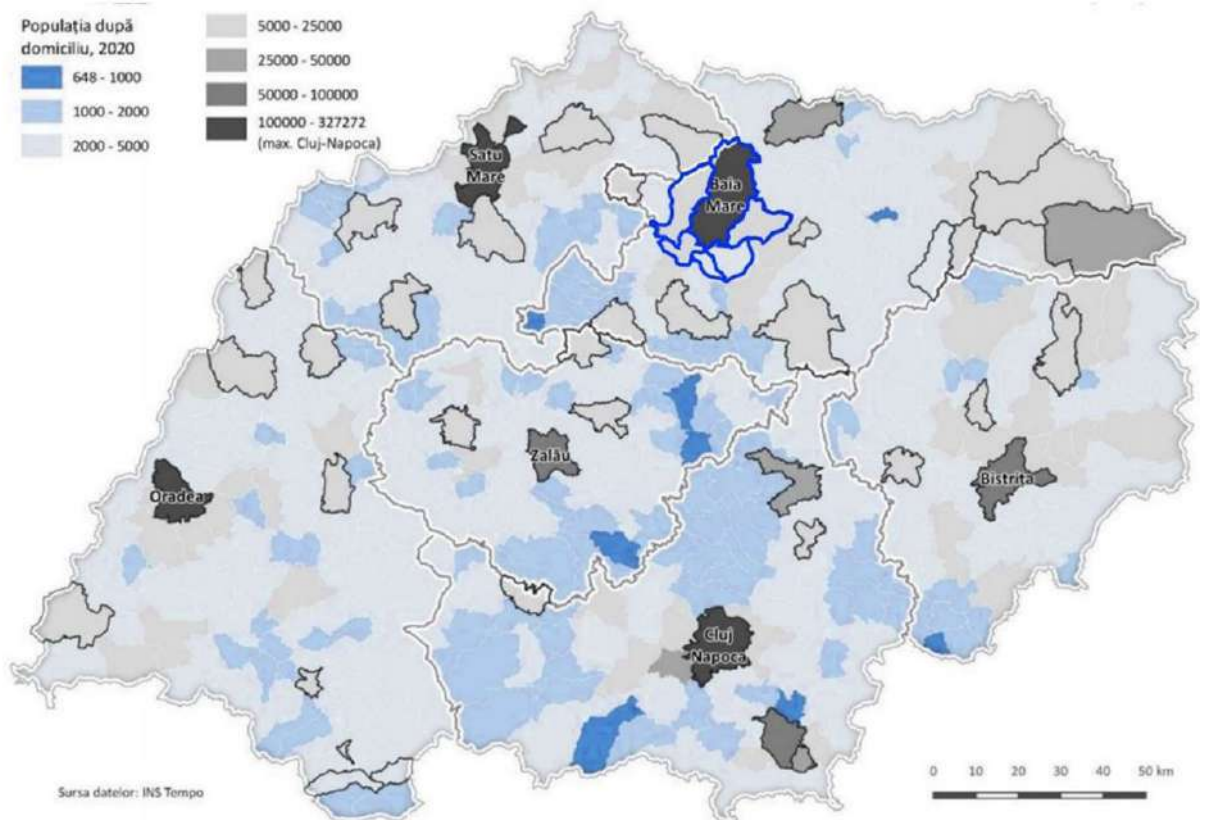 Populația după
domiciliu, 2020
648 - 1000
1000 - 2000
2000 - 5000
5000 - 25000
25000 - 50000
50000 - 100000
100000 - 327272
(max. Cluj-Napoca)
Satu
Mare
Baia
Mare
Zalău
Oradea
Bistrița
Cluj
Napoca
0 10 20 30 40 50 km
Sursa datelor: INS Tempo